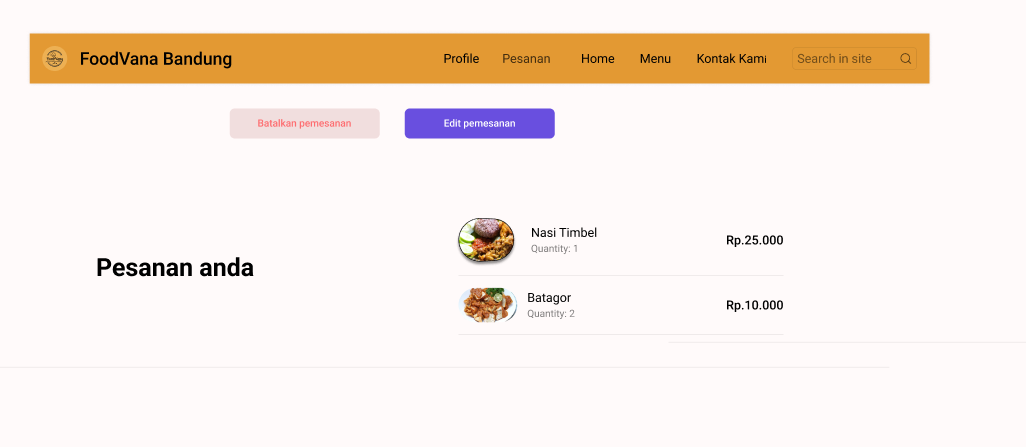 FoodVana Bandung
Profile Pesanan Home Menu Kontak Kami Search in site
Batalkan pemesanan Edit pemesanan
Pesanan anda
Nasi Timbel
Quantity: 1
Rp.25.000
Batagor
Quantity: 2
Rp.10.000